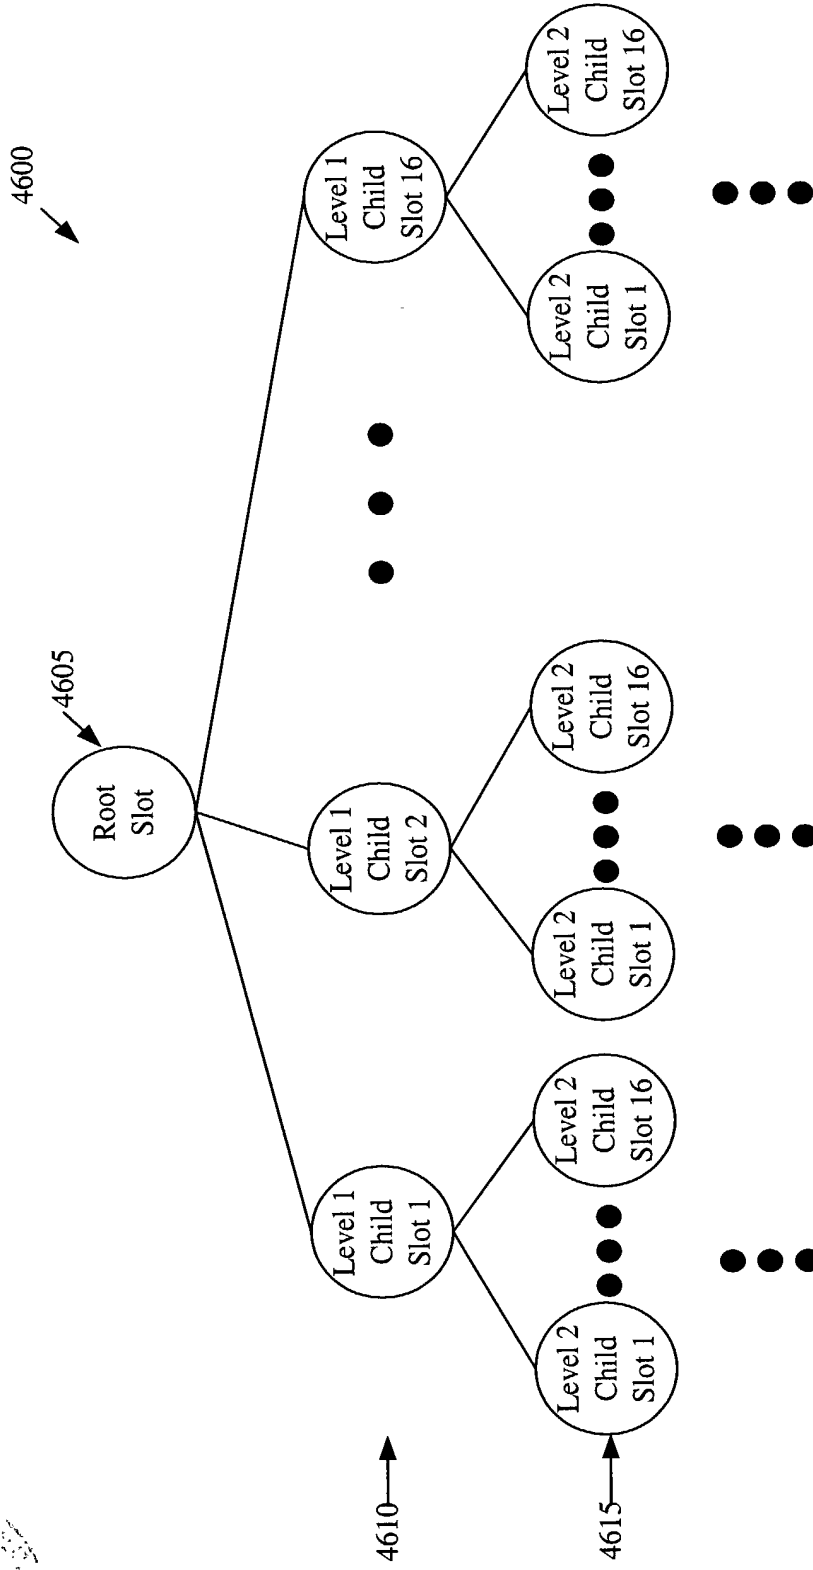 4600
4605
Root
Slot
4610
Level 1
Child
Slot 1
Level 1
Child
Slot 2
Level 1
Child
Slot 16
4615
Level 2
Child
Slot 1
Level 2
Child
Slot 16
Level 2
Child
Slot 1
Level 2
Child
Slot 16
Level 2
Child
Slot 1
Level 2
Child
Slot 16